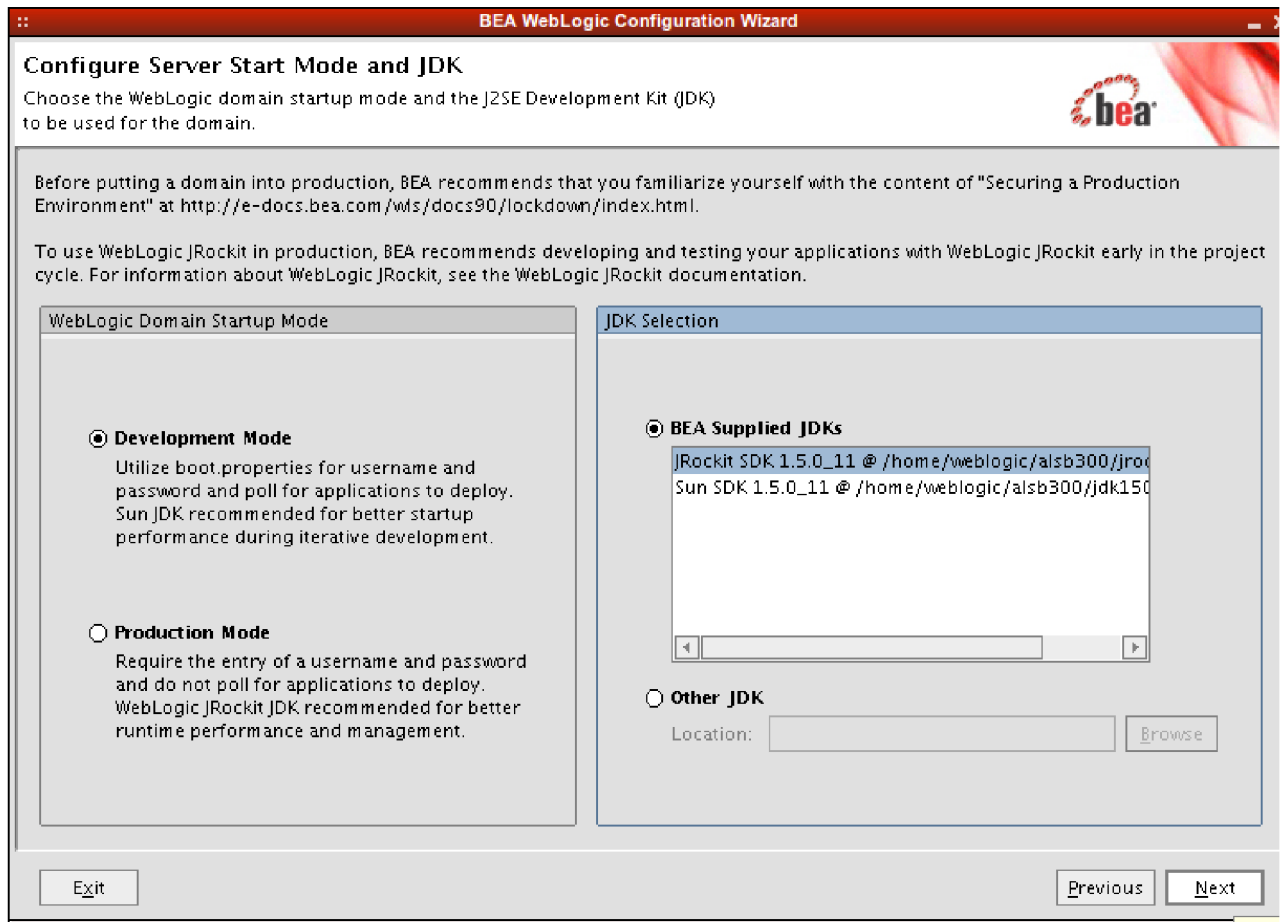 BEA WebLogic Configuration Wizard
Configure Server Start Mode and JDK
Choose the WebLogic domain startup mode and the J2SE Development Kit (JDK)
to be used for the domain.
bea
Before putting a domain into production, BEA recommends that you familiarize yourself with the content of "Securing a Production
Environment" at http://e-docs.bea.com/wls/docs90/lockdown/index.html.
To use WebLogic JRockit in production, BEA recommends developing and testing your applications with WebLogic JRockit early in the project
cycle. For information about WebLogic JRockit, see the WebLogic JRockit documentation.
WebLogic Domain Startup Mode
Development Mode
Utilize boot.properties for username and
password and poll for applications to deploy.
Sun JDK recommended for better startup
performance during iterative development.
Production Mode
Require the entry of a username and password
and do not poll for applications to deploy.
WebLogic JRockit JDK recommended for better
runtime performance and management.
JDK Selection
BEA Supplied JDKs
JRockit SDK 1.5.0_11 @ /home/weblogic/alsb300/jroc
Sun SDK 1.5.0_11 @ /home/weblogic/alsb300/jdk150
Other JDK
Location:
Browse
Exit
Previous
Next